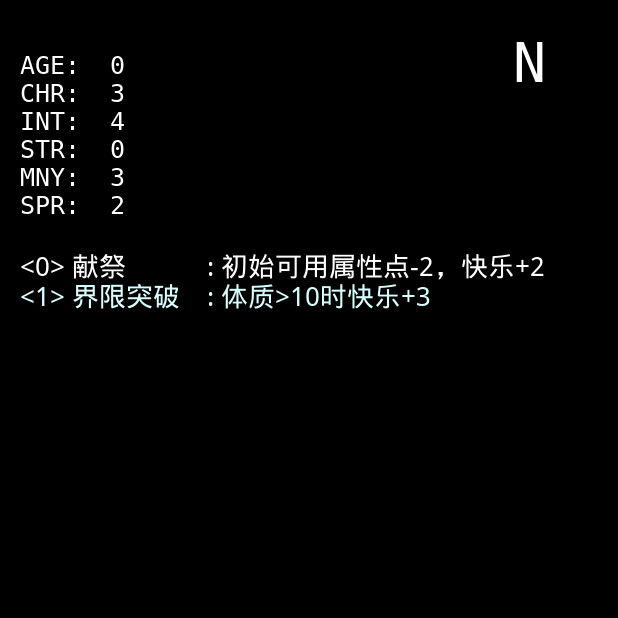 N
AGE: 0
CHR: 3
INT: 4
STR: 0
MNY: 3
SPR: 2
<0> 献祭 : 初始可用属性点-2，快乐+2
<1> 界限突破 : 体质>10时快乐+3